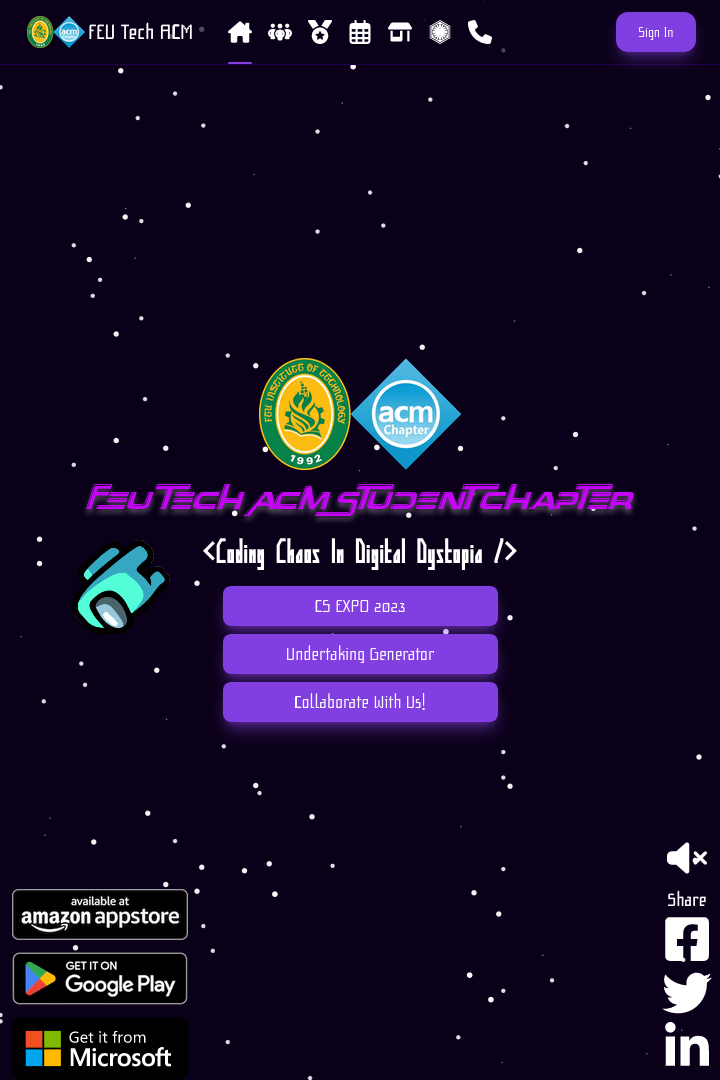 FEU Tech ACM
Sign In
FEU INSTITUTE OF TECHNOLOGY
1992
acm
Chapter
FEU TECH ACM STUDENT CHAPTER
<Coding Chaos In Digital Dystopia />
CS EXPO 2023
Undertaking Generator
Collaborate With Us!
Share
available at
amazon appstore
GET IT ON
Google Play
Get it from
Microsoft
in